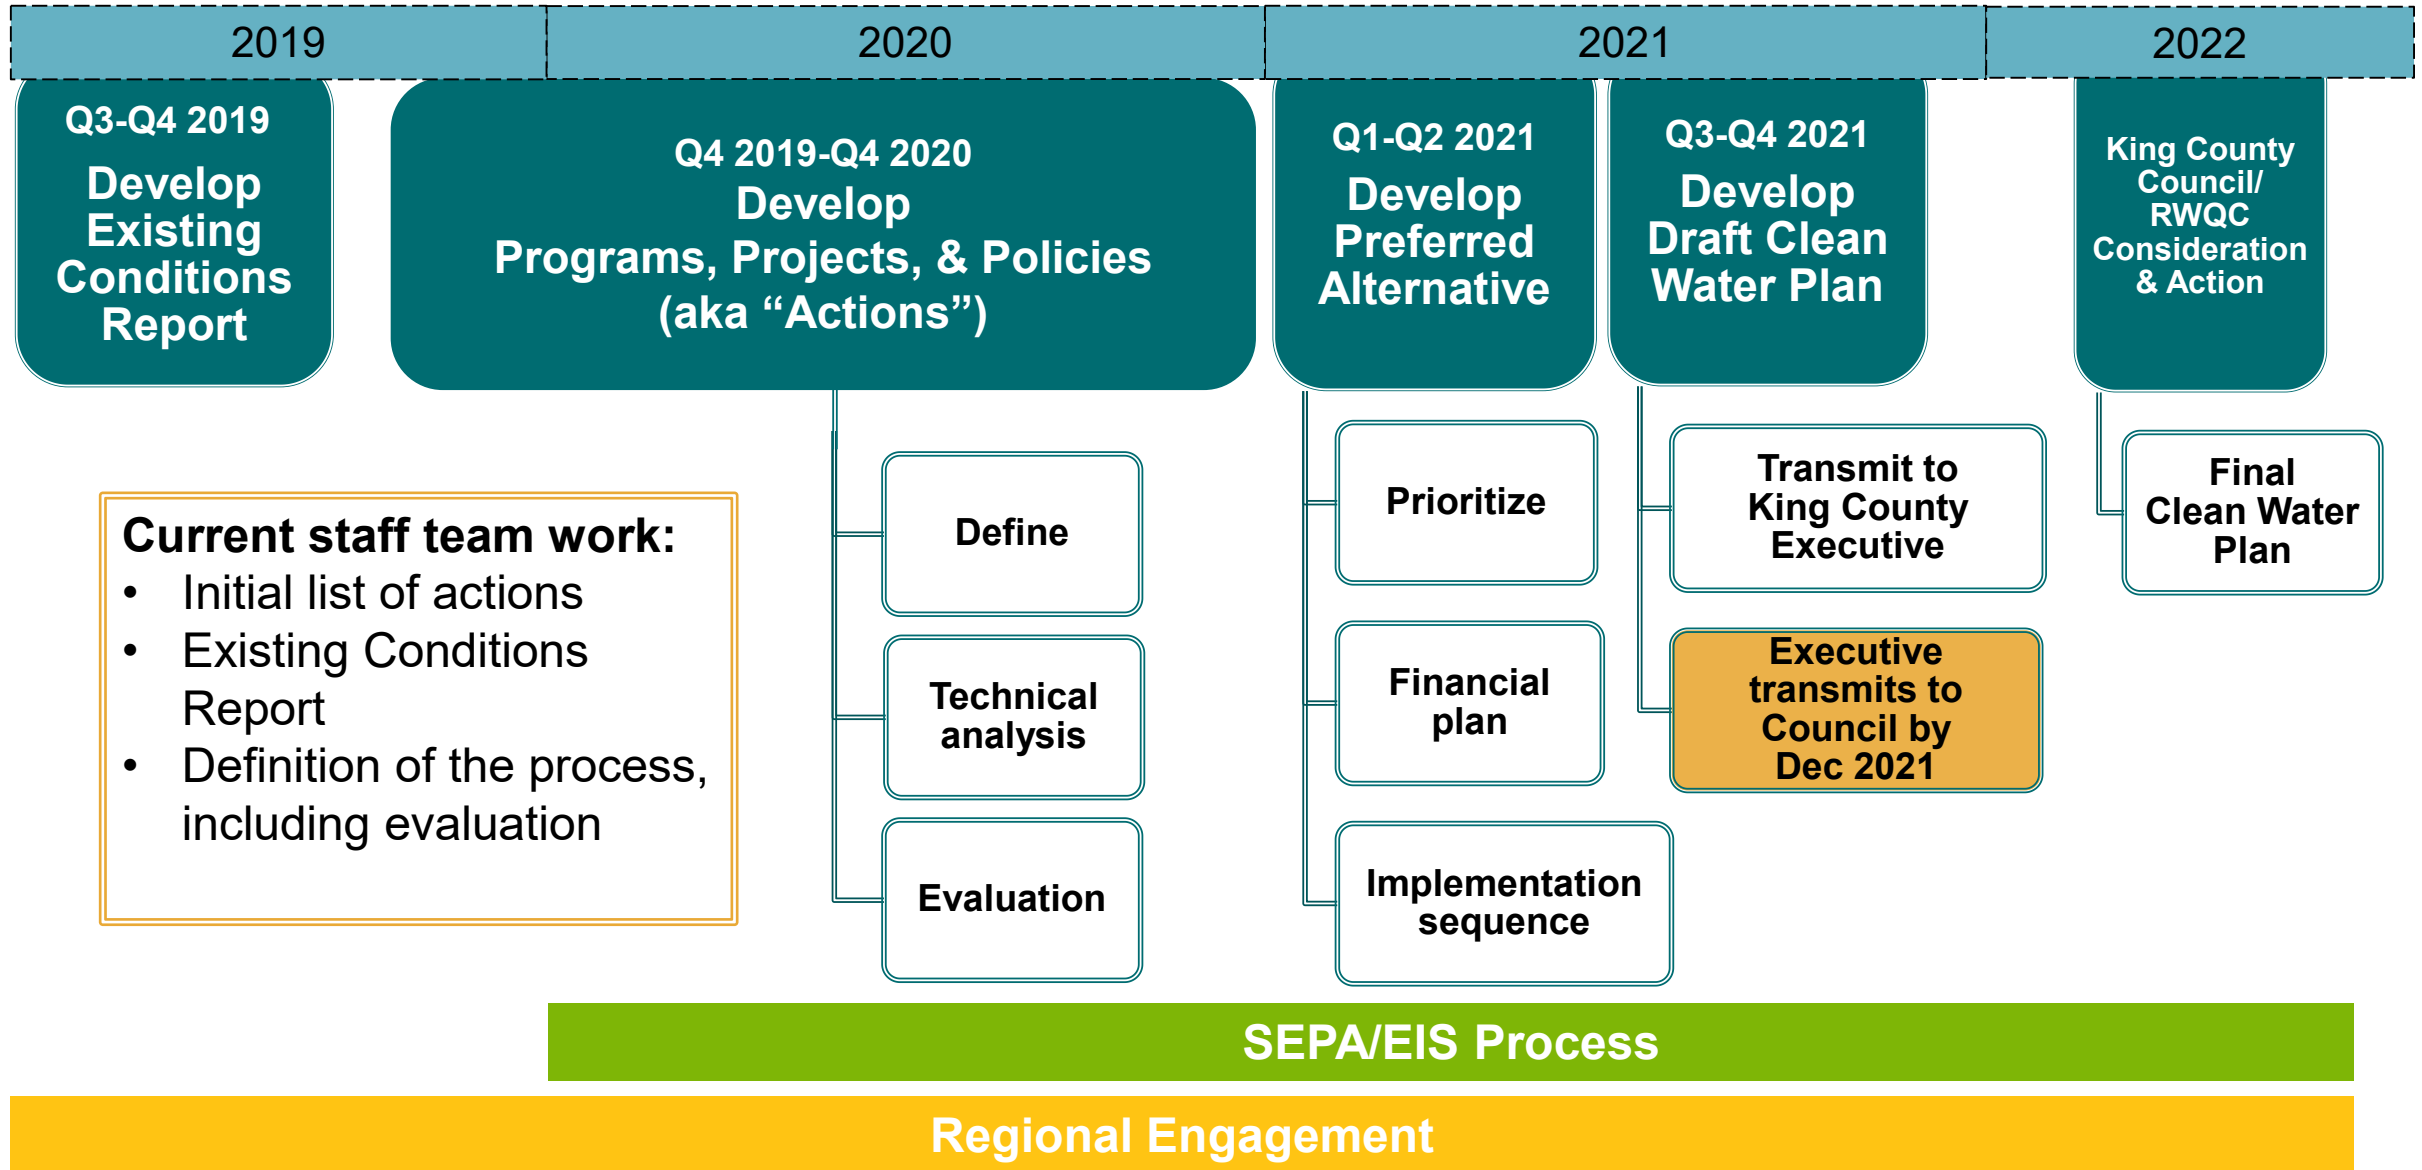 2019
2020
2021
2022
Q3-Q4 2019
Develop
Existing
Conditions
Report
Q4 2019-Q4 2020
Develop
Programs, Projects, & Policies
(aka “Actions”)
Q1-Q2 2021
Develop
Preferred
Alternative
Q3-Q4 2021
Develop
Draft Clean
Water Plan
King County
Council/
RWQC
Consideration
& Action
Current staff team work:
• Initial list of actions
• Existing Conditions
Report
• Definition of the process,
including evaluation
Define
Technical
analysis
Evaluation
Prioritize
Financial
plan
Implementation
sequence
Transmit to
King County
Executive
Executive
transmits to
Council by
Dec 2021
Final
Clean Water
Plan
SEPA/EIS Process
Regional Engagement